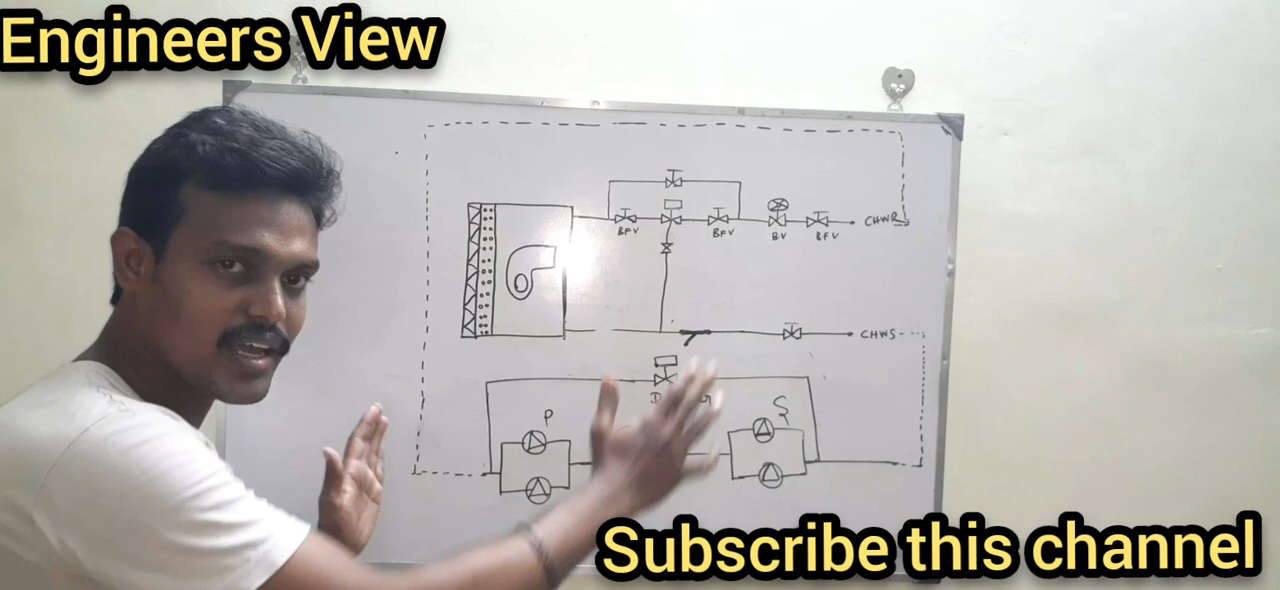 Engineers View
BFV
BFV
BV
BFV
CHWR
CHWS
P
S
Subscribe this channel